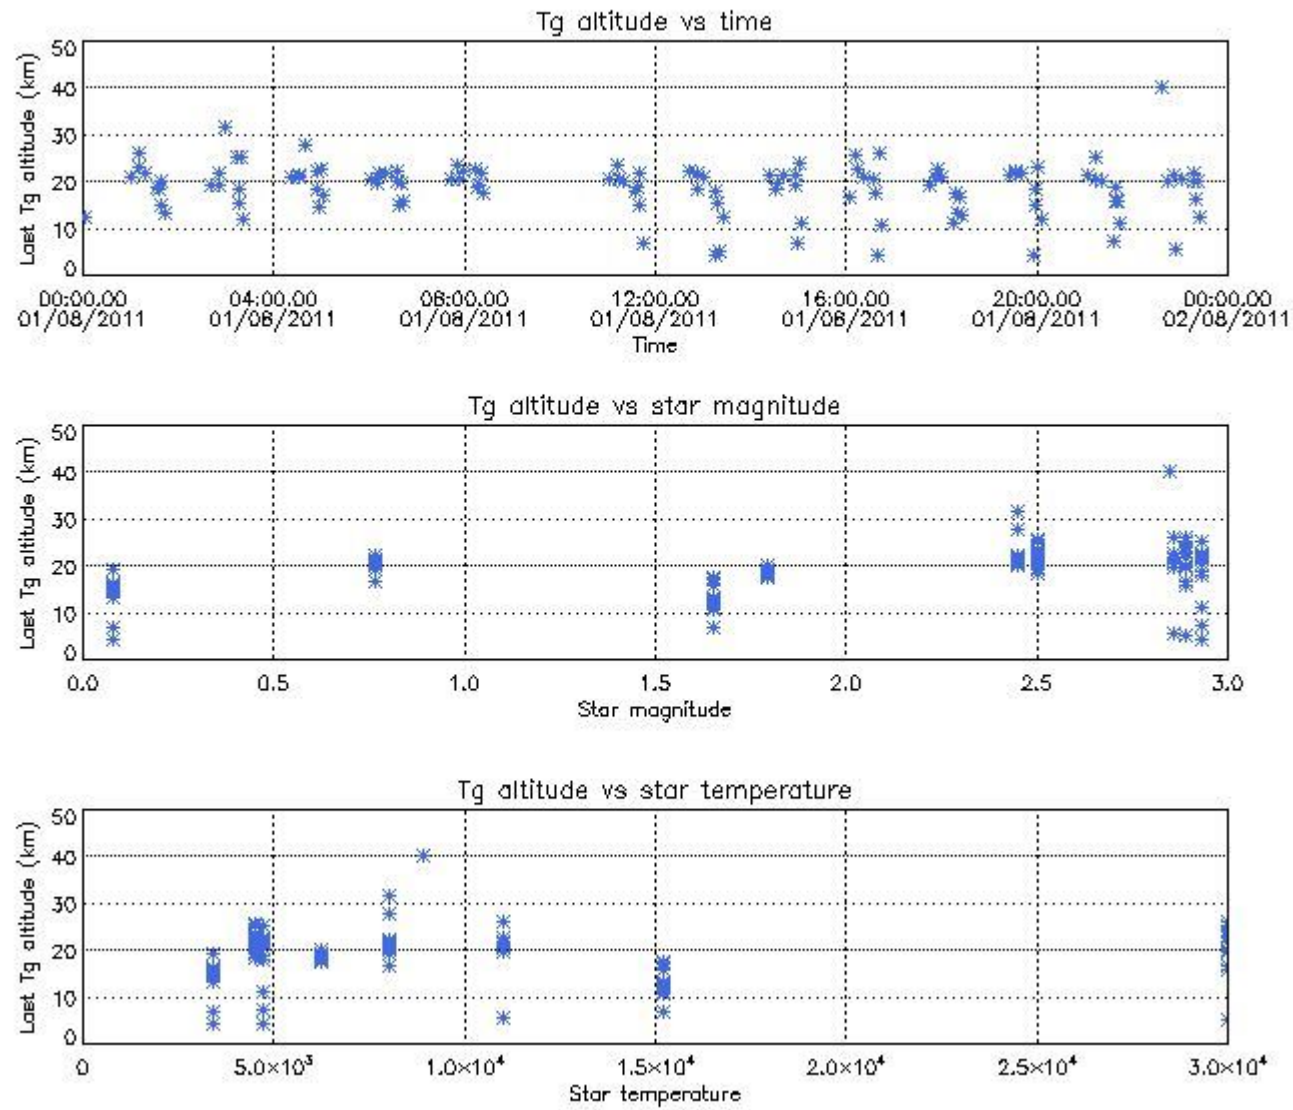 Tg altitude vs time
Last Tg altitude (km)
50
40
30
20
10
0
00:00.00 04:00.00 08:00.00 12:00.00 16:00.00 20:00.00 00:00.00
01/08/2011 01/08/2011 01/08/2011 01/08/2011 01/08/2011 01/08/2011 02/08/2011
Time
Tg altitude vs star magnitude
Last Tg altitude (km)
50
40
30
20
10
0
0.0 0.5 1.0 1.5 2.0 2.5 3.0
Star magnitude
Tg altitude vs star temperature
Last Tg altitude (km)
50
40
30
20
10
0
0 5.0×10³ 1.0×10⁴ 1.5×10⁴ 2.0×10⁴ 2.5×10⁴ 3.0×10⁴
Star temperature